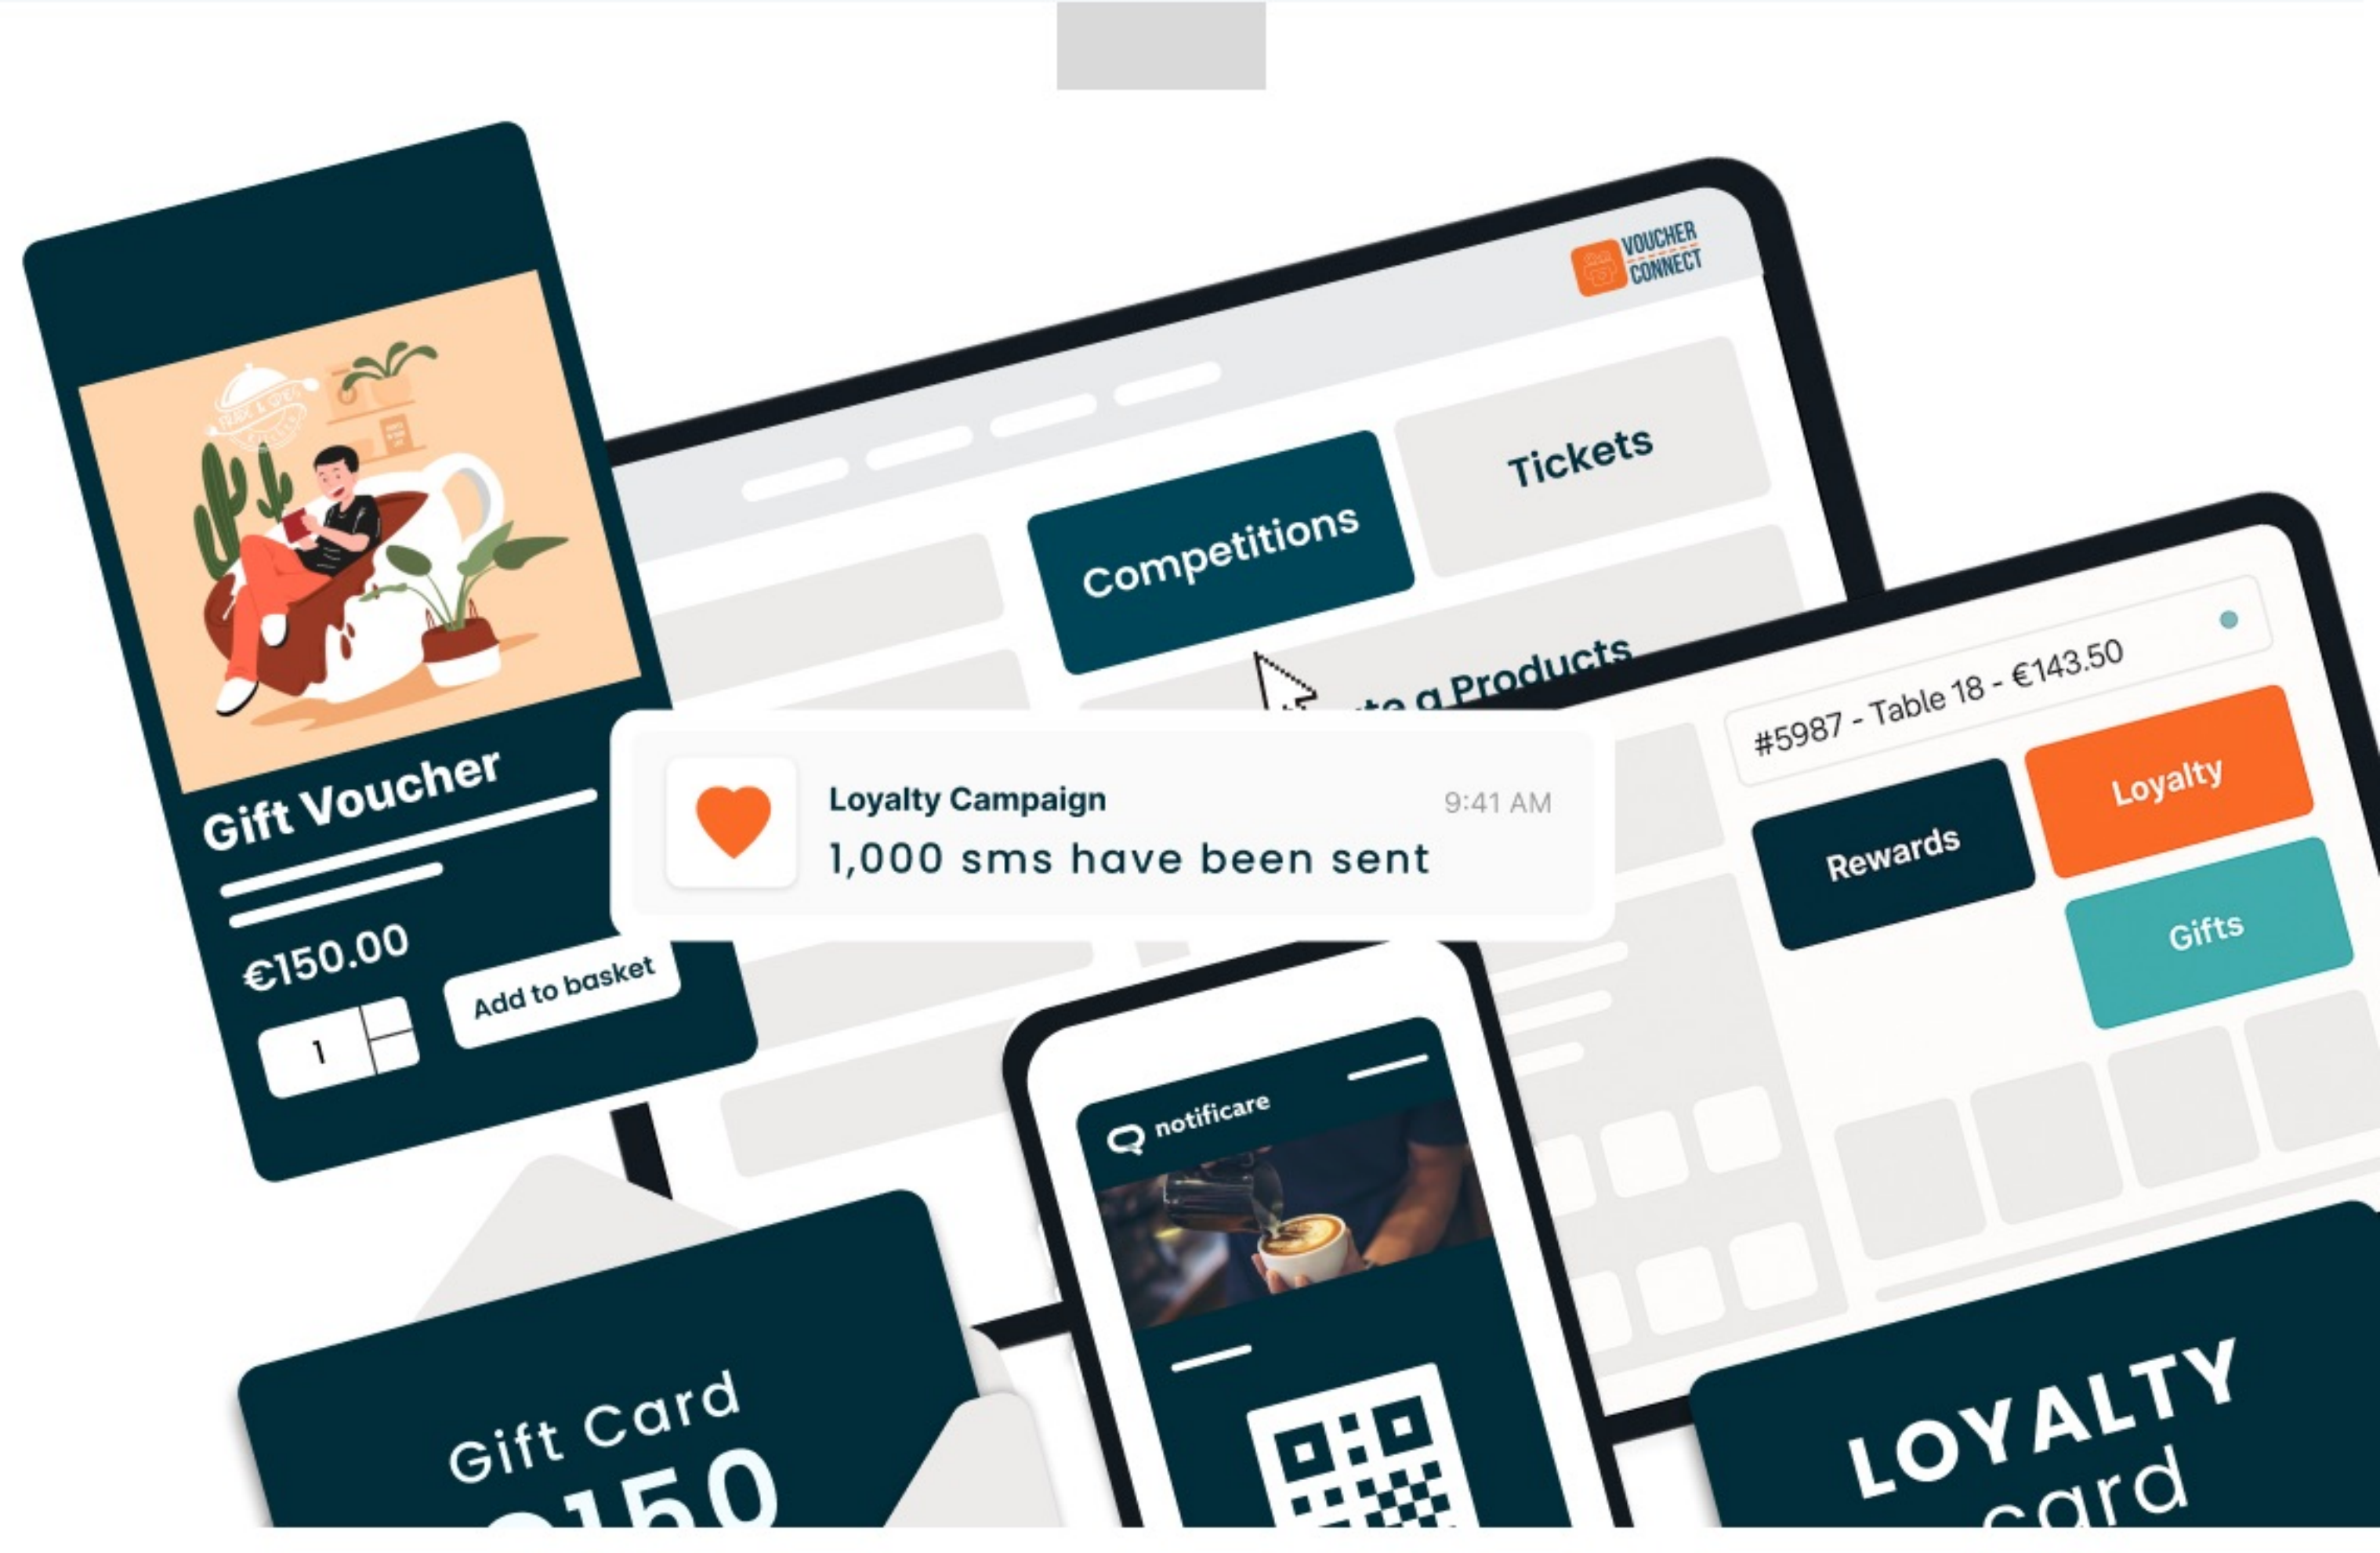 VOUCHER
CONNECT
Tickets
Competitions
a Products
#5987 - Table 18 - €143.50
Loyalty
Rewards
Gifts
Gift Voucher
€150.00
1
Add to basket
Loyalty Campaign
9:41 AM
1,000 sms have been sent
notificare
Gift Card
€150
LOYALTY
card